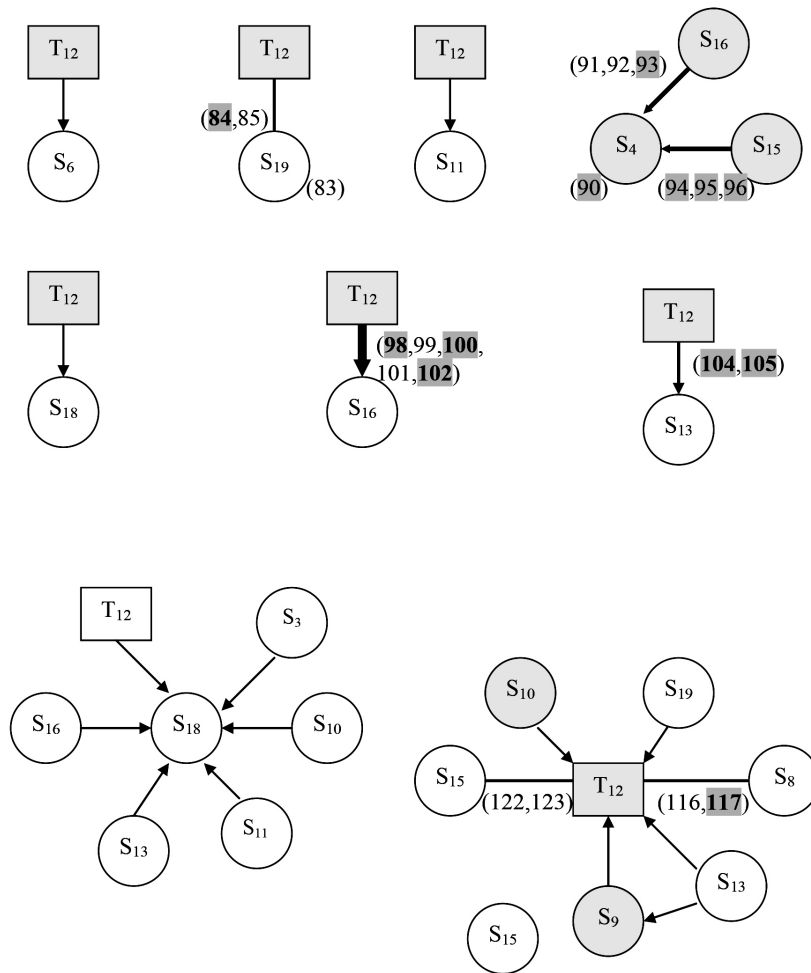 T12
T12
T12
S16
(91,92,93)
(84,85)
S6
S19
S11
S4
S15
(83)
(90)
(94,95,96)
T12
T12
T12
(98,99,100,
101,102)
(104,105)
S18
S16
S13
T12
S3
S16
S18
S10
S13
S11
S10
S19
S15
T12
S8
(122,123)
(116,117)
S13
S9
S15